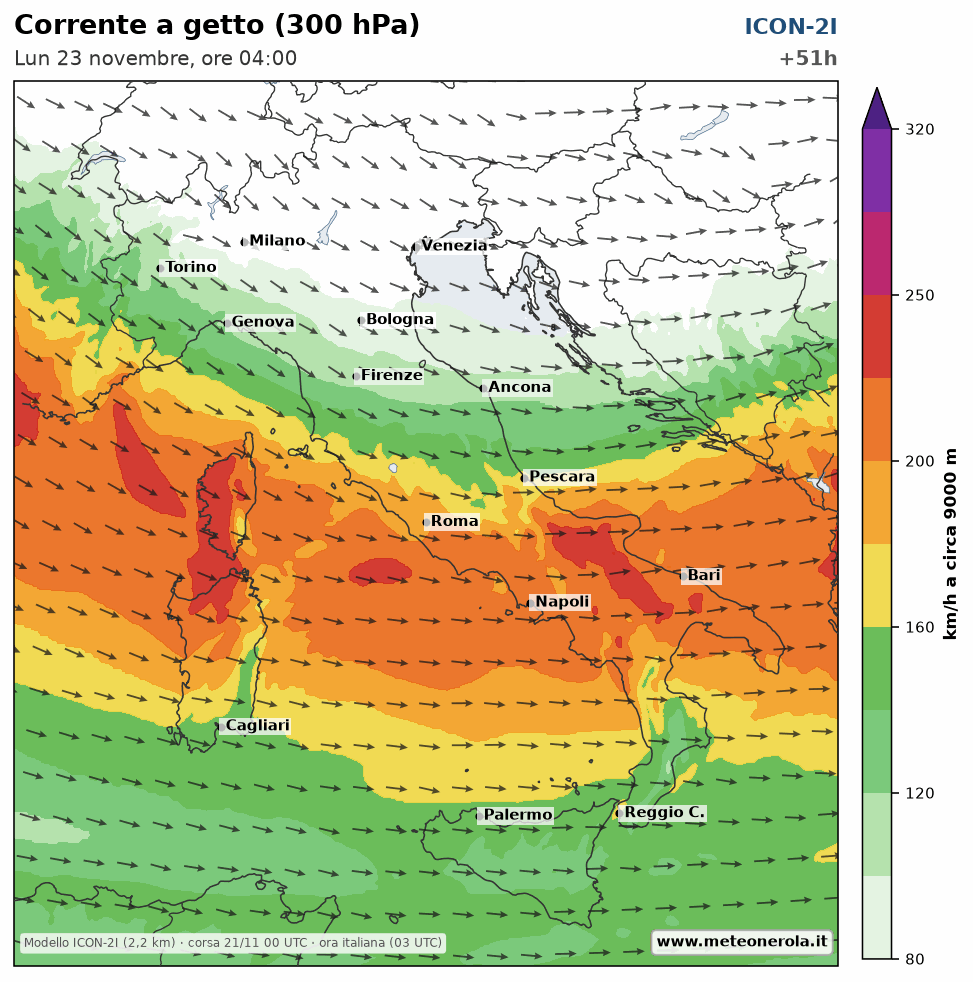 Corrente a getto (300 hPa)
ICON-2I
Lun 23 novembre, ore 04:00
+51h
320
250
200
160
120
80
km/h a circa 9000 m
Milano
Venezia
Torino
Genova
Bologna
Firenze
Ancona
Pescara
Roma
Bari
Napoli
Cagliari
Palermo
Reggio C.
Modello ICON-2I (2,2 km) · corsa 21/11 00 UTC · ora italiana (03 UTC)
www.meteonerola.it